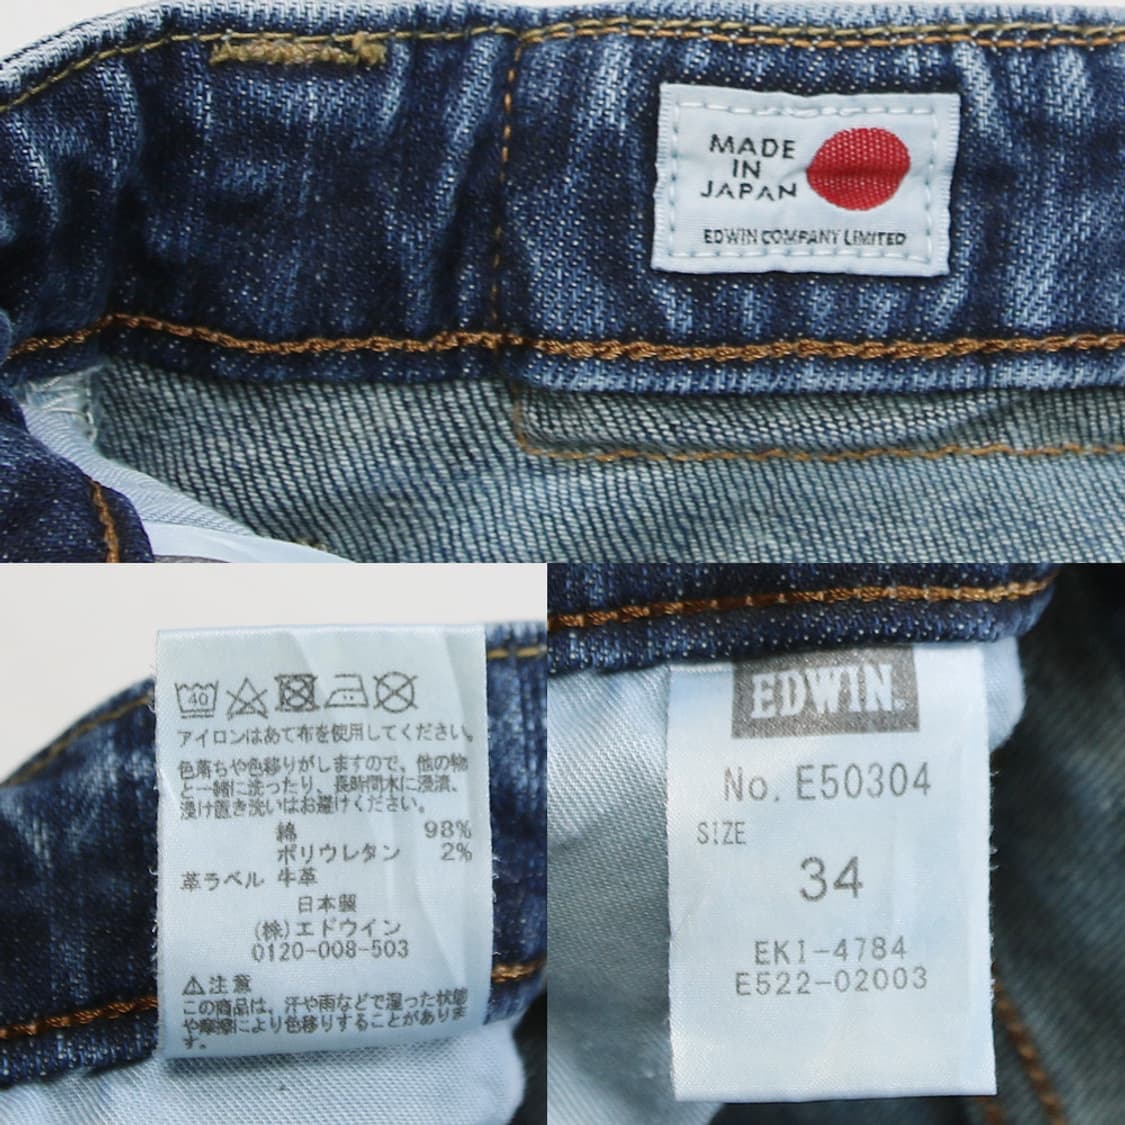 MADE
IN
JAPAN
EDWIN COMPANY LIMITED
40
アイロンはあて布を使用してください。
色落ちや色移りがしますので、他の物
と一緒に洗ったり、長時間水に浸漬、
漬け置き洗いはお避けください。
綿 98%
ポリウレタン 2%
革ラベル 牛革
日本製
(株)エドウイン
0120-008-503
⚠注意
この商品は、汗や雨などで湿った状態
や摩擦により色移りすることがありま
す。
EDWIN.
No. E50304
SIZE
34
EKI-4784
E522-02003